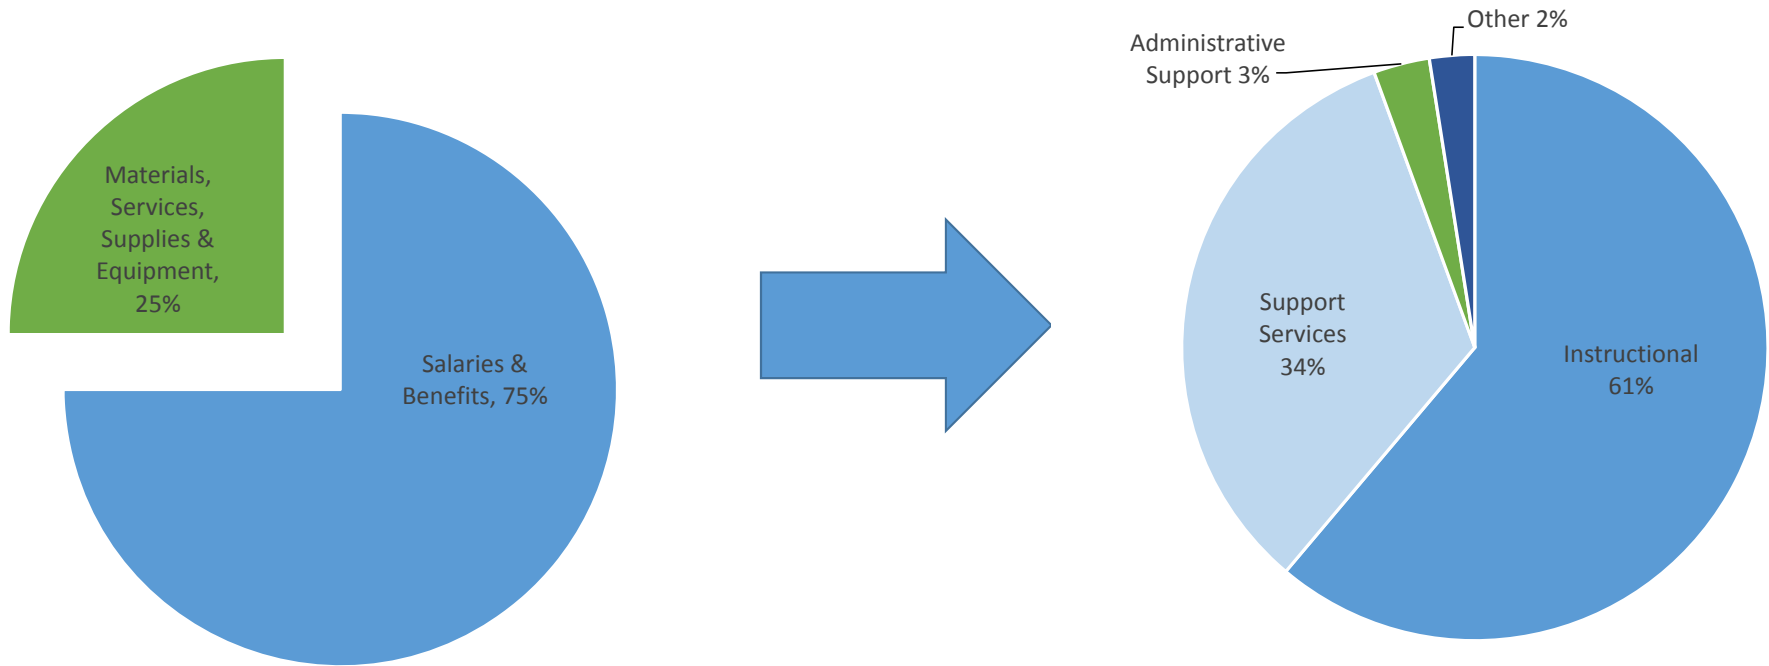 Materials,
Services,
Supplies &
Equipment,
25%
Salaries &
Benefits, 75%
Other 2%
Administrative
Support 3%
Support
Services
34%
Instructional
61%